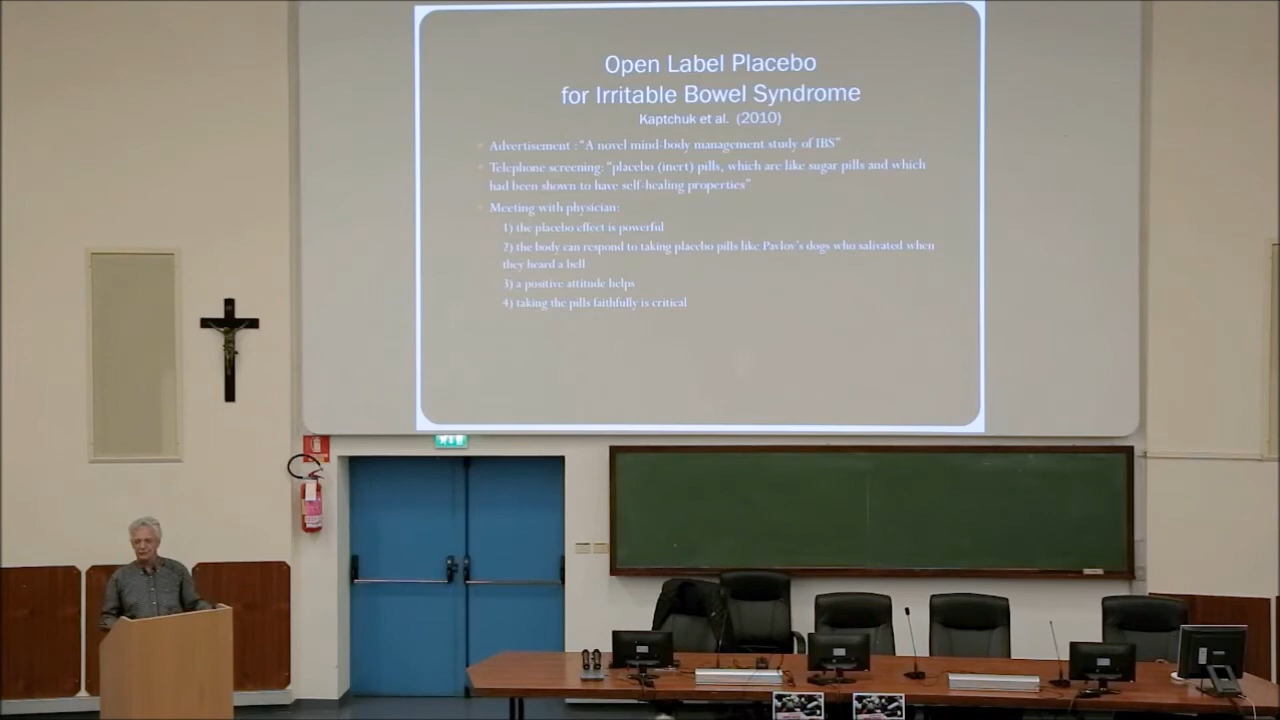 Open Label Placebo
for Irritable Bowel Syndrome
Kaptchuk et al. (2010)
Advertisement : “A novel mind-body management study of IBS”
Telephone screening: “placebo (inert) pills, which are like sugar pills and which
had been shown to have self-healing properties”
Meeting with physician:
1) the placebo effect is powerful
2) the body can respond to taking placebo pills like Pavlov’s dogs who salivated when
they heard a bell
3) a positive attitude helps
4) taking the pills faithfully is critical